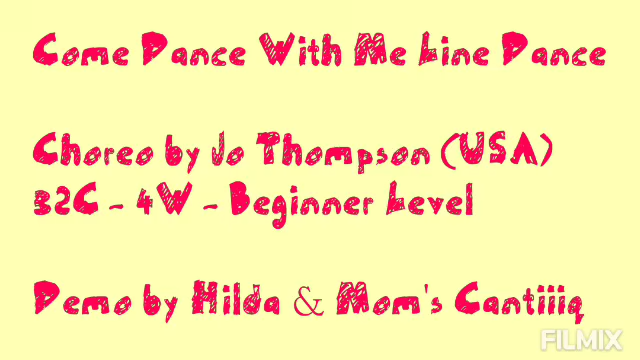 Come Dance With Me Line Dance
Choreo by Jo Thompson (USA)
32C - 4W - Beginner Level
Demo by Hilda & Mom's Cantiiiq
FILMIX